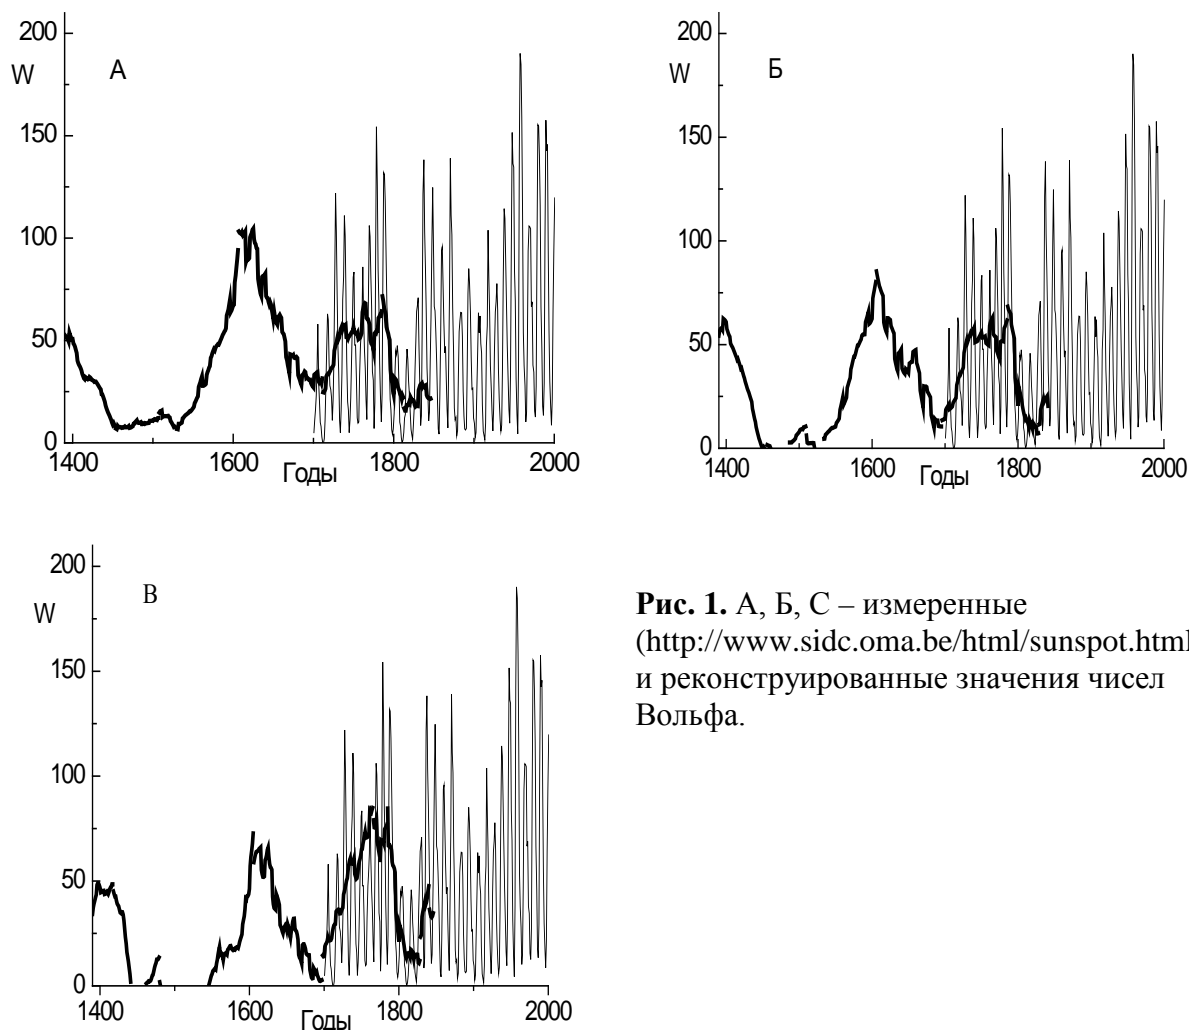 200
W
А
150
100
50
0
1400
1600
1800
2000
Годы
200
W
Б
150
100
50
0
1400
1600
1800
2000
Годы
200
W
В
150
100
50
0
1400
1600
1800
2000
Годы
Рис. 1. А, Б, С – измеренные
(http://www.sidc.oma.be/html/sunspot.html
и реконструированные значения чисел
Вольфа.